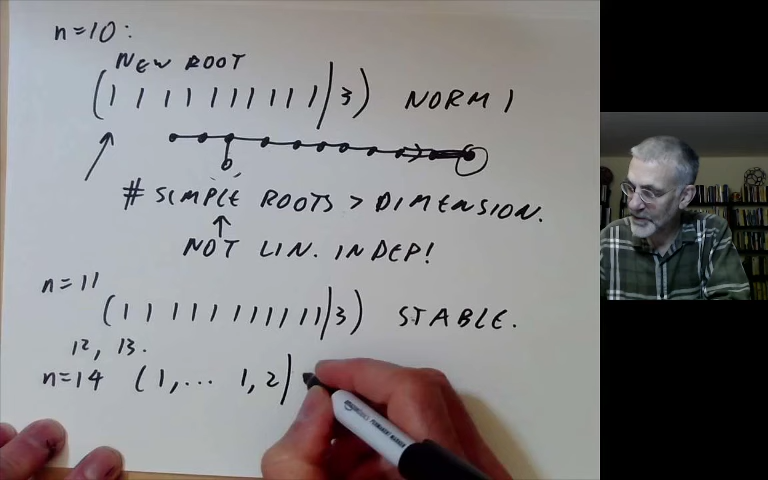 n=10:
NEW ROOT
(1 1 1 1 1 1 1 1 1 1|3) NORM 1
# SIMPLE ROOTS > DIMENSION.
NOT LIN. INDEP!
n=11
(1 1 1 1 1 1 1 1 1 1 1|3) STABLE.
12, 13.
n=14 (1,... 1,2|